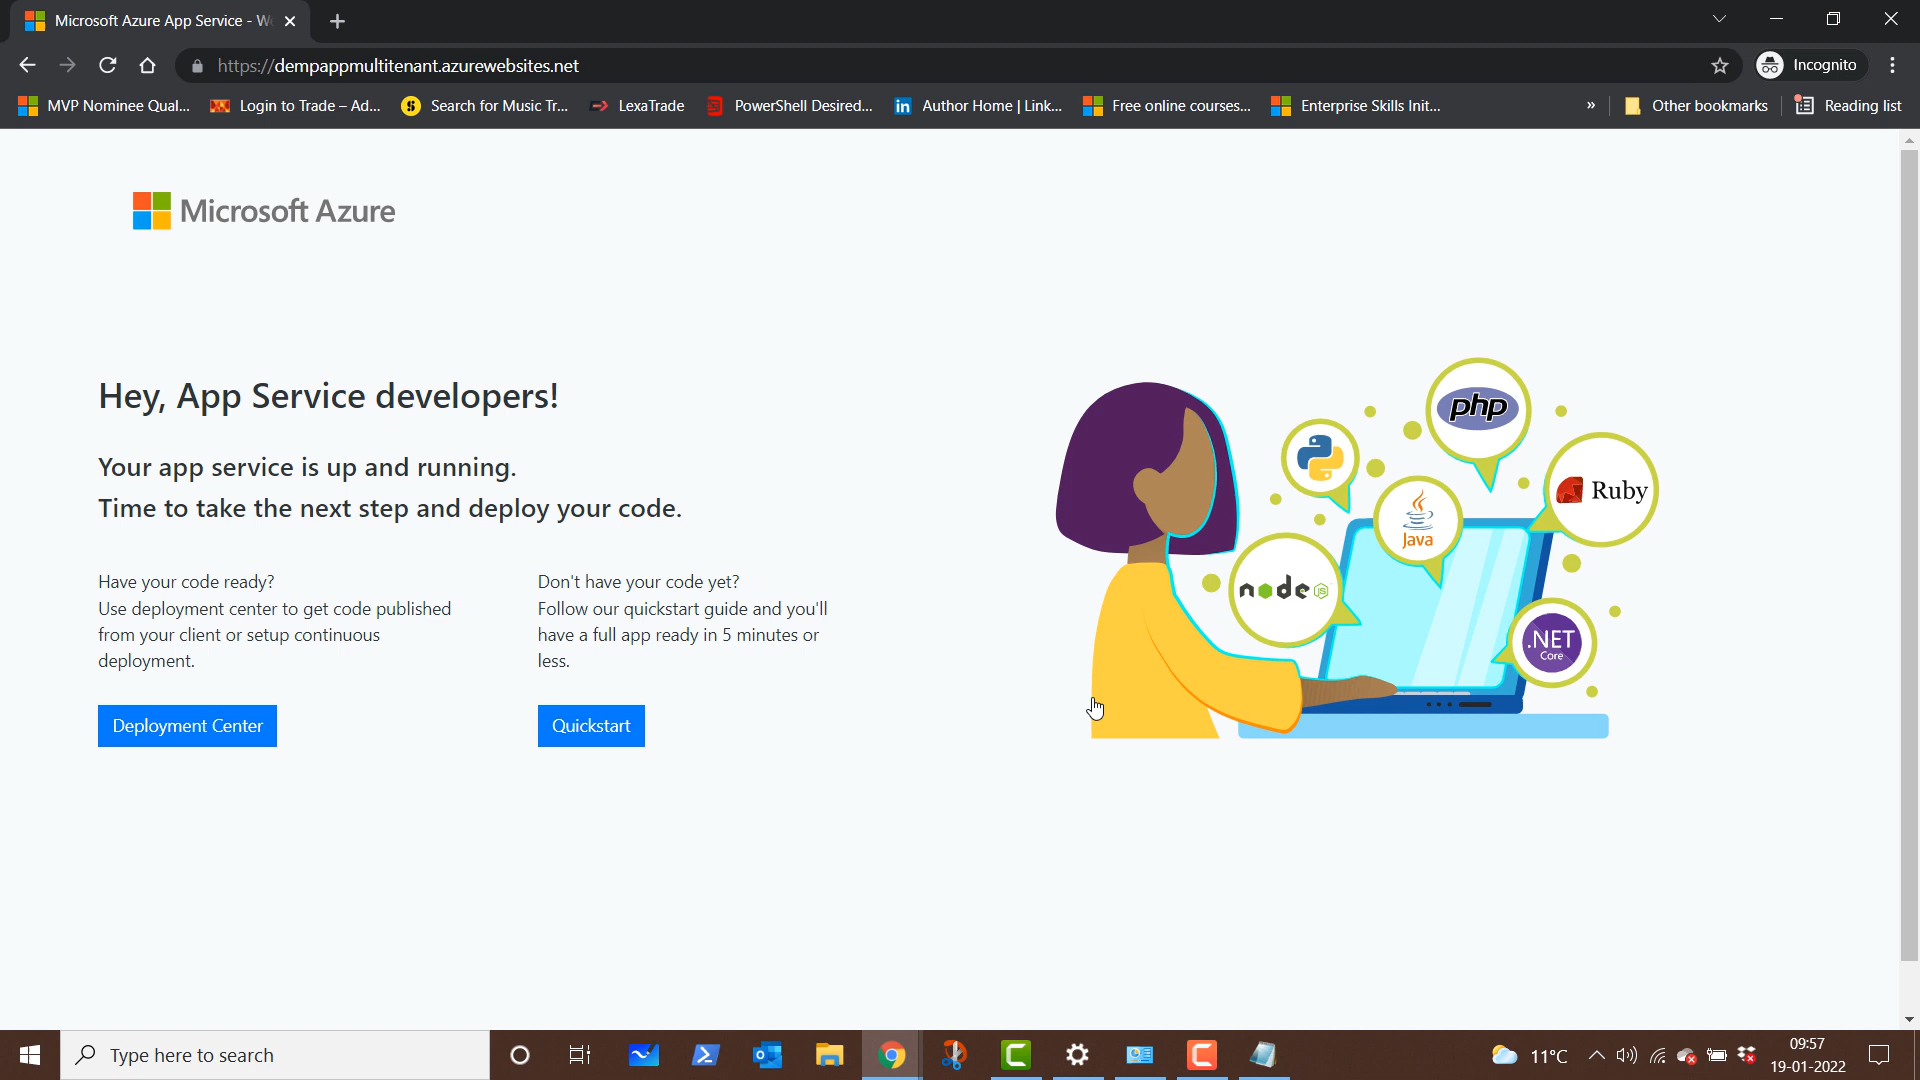 Microsoft Azure App Service - We
https://dempappmultitenant.azurewebsites.net
Incognito
MVP Nominee Qual...
Login to Trade – Ad...
Search for Music Tr...
LexaTrade
PowerShell Desired...
Author Home | Link...
Free online courses...
Enterprise Skills Init...
»
Other bookmarks
Reading list
Microsoft Azure
Hey, App Service developers!
Your app service is up and running.
Time to take the next step and deploy your code.
Have your code ready?
Use deployment center to get code published
from your client or setup continuous
deployment.
Deployment Center
Don't have your code yet?
Follow our quickstart guide and you'll
have a full app ready in 5 minutes or
less.
Quickstart
php
Ruby
Java
node
JS
.NET
Core
Type here to search
11°C
09:57
19-01-2022